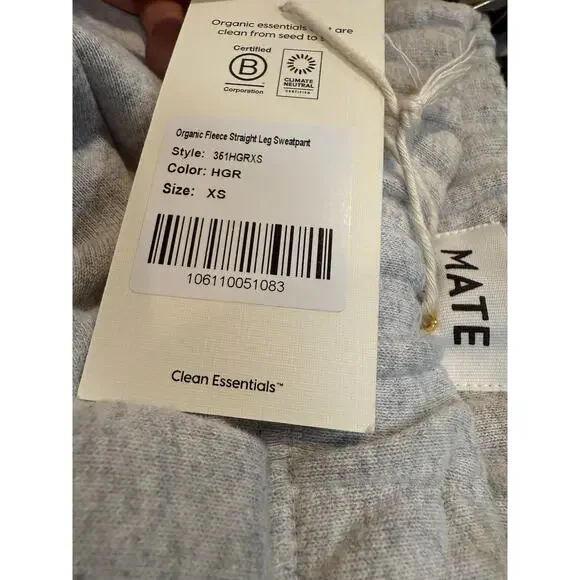 Organic essentials are
clean from seed to
Certified
B
Corporation
CLIMATE
NEUTRAL
CERTIFIED
Organic Fleece Straight Leg Sweatpant
Style: 351HGRXS
Color: HGR
Size: XS
106110051083
Clean Essentials™
MATE